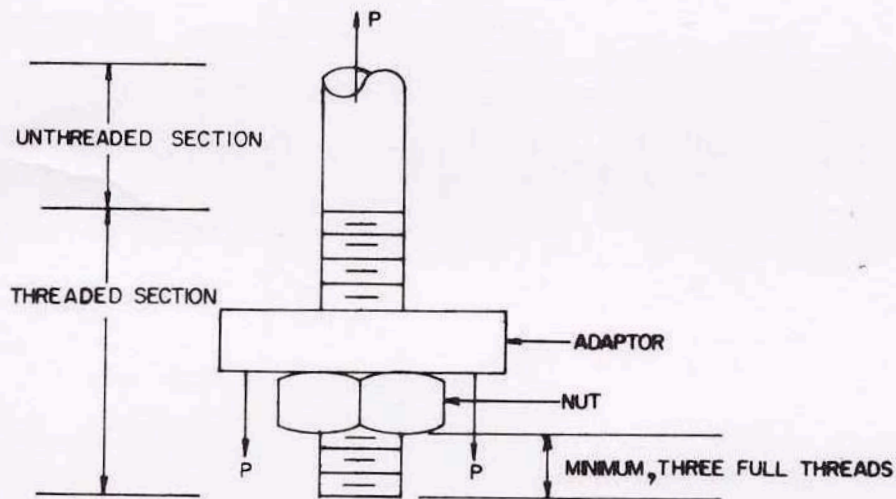 P
UNTHREADED SECTION
THREADED SECTION
ADAPTOR
NUT
P
P
MINIMUM, THREE FULL THREADS